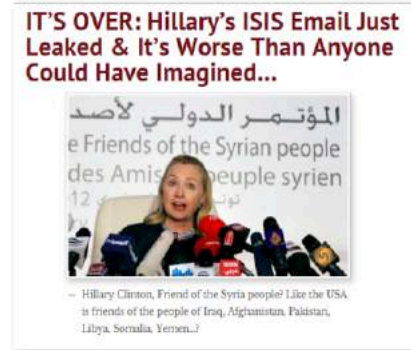 IT'S OVER: Hillary's ISIS Email Just
Leaked & It's Worse Than Anyone
Could Have Imagined...
المؤتمر الدولي لأصد
e Friends of the Syrian people
des Amis peuple syrien
12
تونس
— Hillary Clinton, Friend of the Syria people? Like the USA
is friends of the people of Iraq, Afghanistan, Pakistan,
Libya, Somalia, Yemen...?